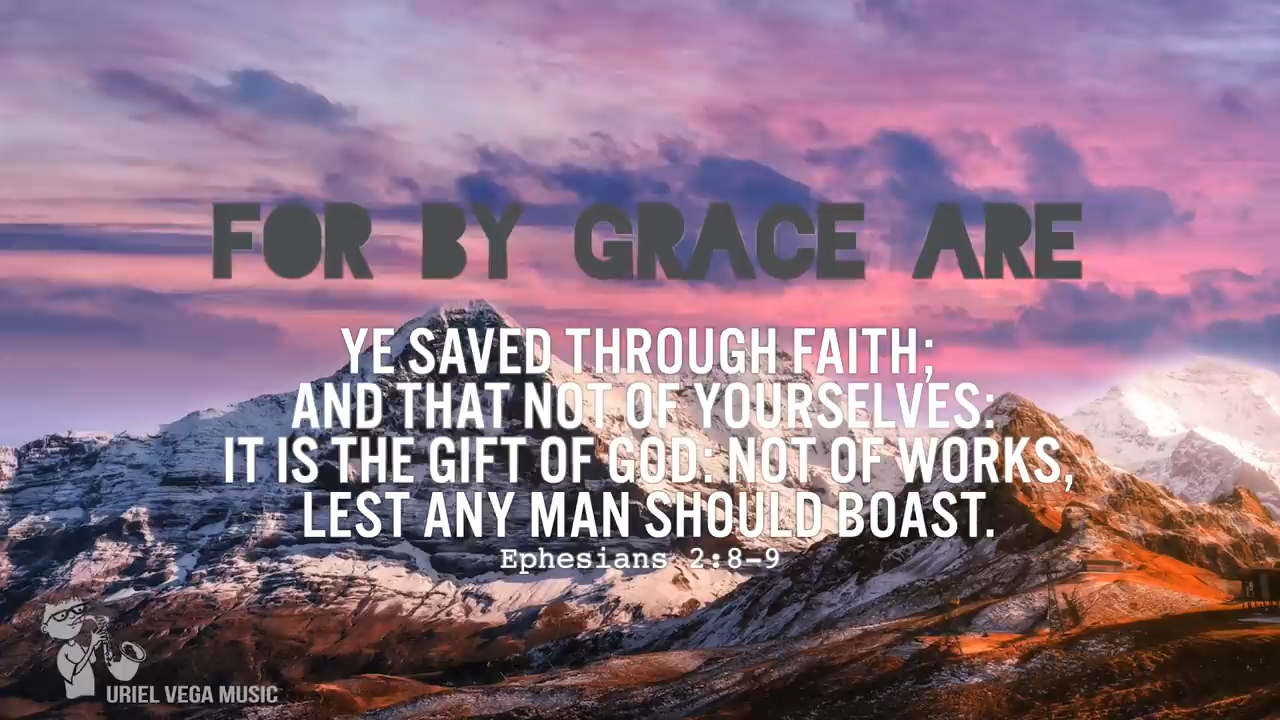 FOR BY GRACE ARE
YE SAVED THROUGH FAITH;
AND THAT NOT OF YOURSELVES:
IT IS THE GIFT OF GOD: NOT OF WORKS,
LEST ANY MAN SHOULD BOAST.
Ephesians 2:8-9
URIEL VEGA MUSIC